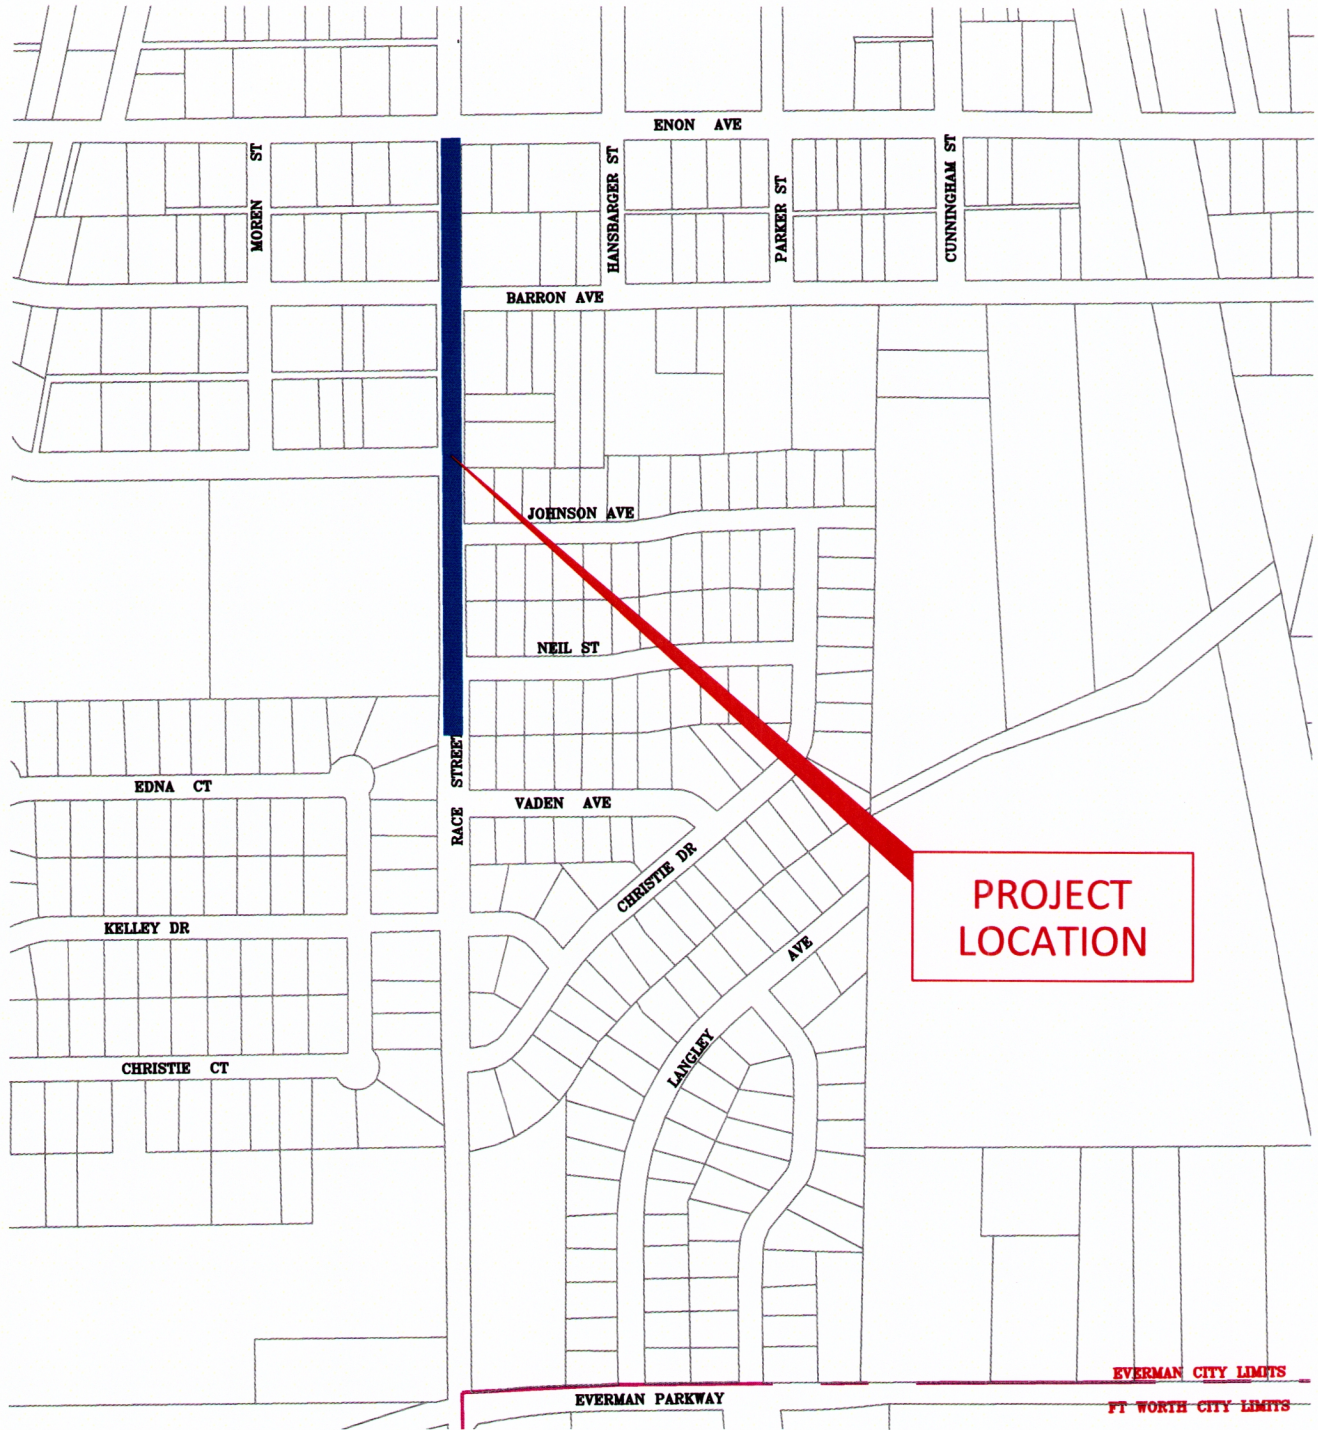 ENON AVE
MOREN ST
HANSBARGER ST
PARKER ST
CUNNINGHAM ST
BARRON AVE
JOHNSON AVE
NEIL ST
RACE STREET
EDNA CT
VADEN AVE
CHRISTIE DR
KELLEY DR
PROJECT
LOCATION
LANGLEY AVE
CHRISTIE CT
EVERMAN CITY LIMITS
EVERMAN PARKWAY
FT WORTH CITY LIMITS